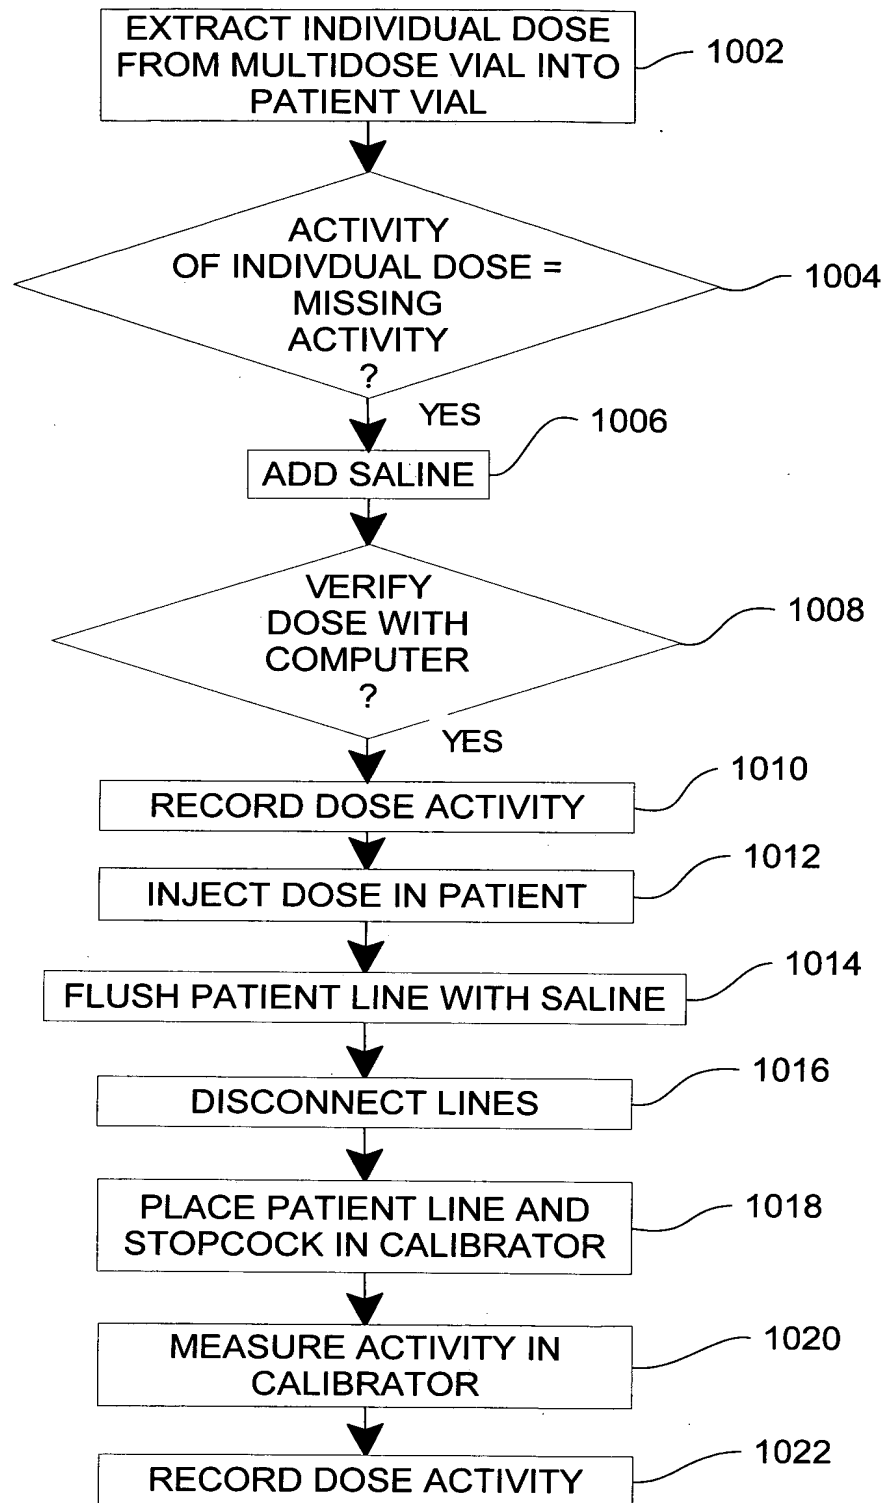 EXTRACT INDIVIDUAL DOSE
FROM MULTIDOSE VIAL INTO
PATIENT VIAL
1002
ACTIVITY
OF INDIVDUAL DOSE =
MISSING
ACTIVITY
?
1004
YES
1006
ADD SALINE
VERIFY
DOSE WITH
COMPUTER
?
1008
YES
1010
RECORD DOSE ACTIVITY
1012
INJECT DOSE IN PATIENT
1014
FLUSH PATIENT LINE WITH SALINE
1016
DISCONNECT LINES
PLACE PATIENT LINE AND
STOPCOCK IN CALIBRATOR
1018
MEASURE ACTIVITY IN
CALIBRATOR
1020
RECORD DOSE ACTIVITY
1022